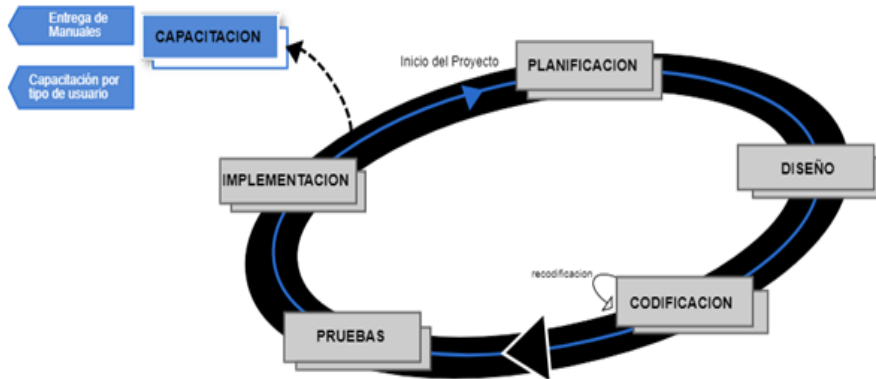 Entrega de
Manuales
CAPACITACION
Capacitación por
tipo de usuario
Inicio del Proyecto
PLANIFICACION
DISEÑO
IMPLEMENTACION
recodificacion
CODIFICACION
PRUEBAS